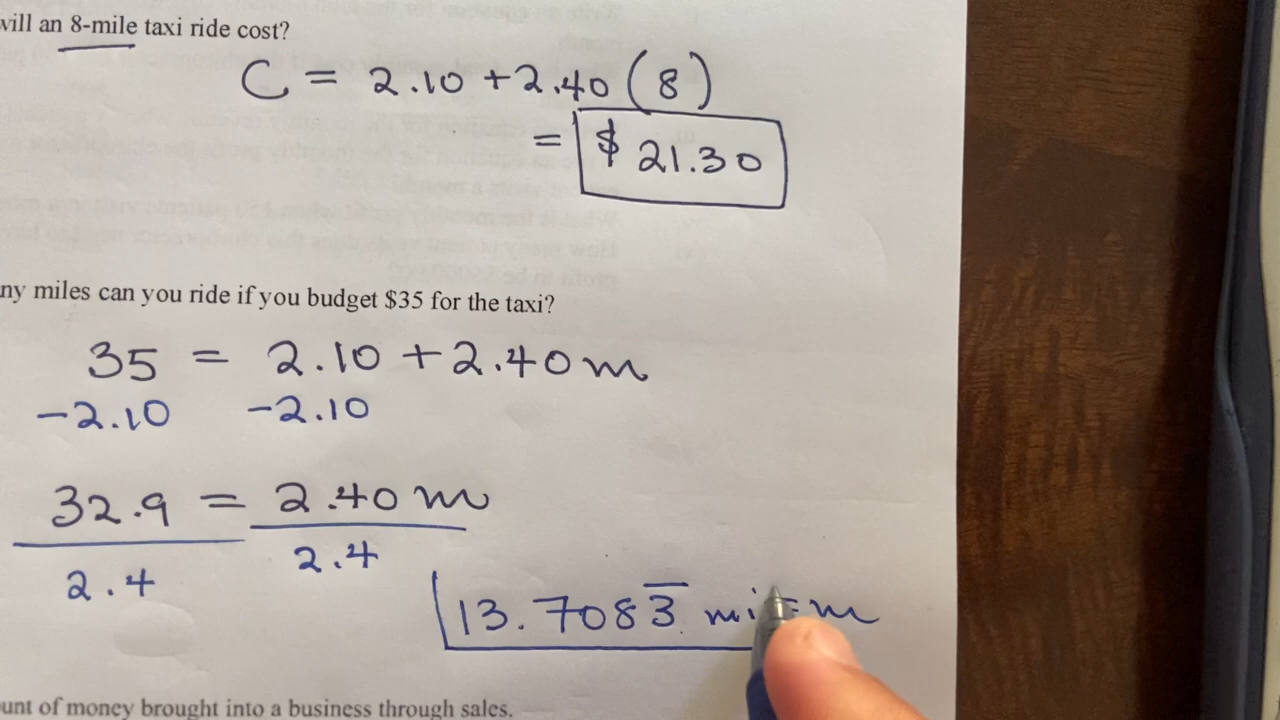 will an 8-mile taxi ride cost?
C = 2.10 + 2.40 (8)
= $ 21.30
ny miles can you ride if you budget $35 for the taxi?
35 = 2.10 + 2.40 m
-2.10 -2.10
32.9 = 2.40 m
2.4 2.4
13.7083̅ mi = m
unt of money brought into a business through sales.